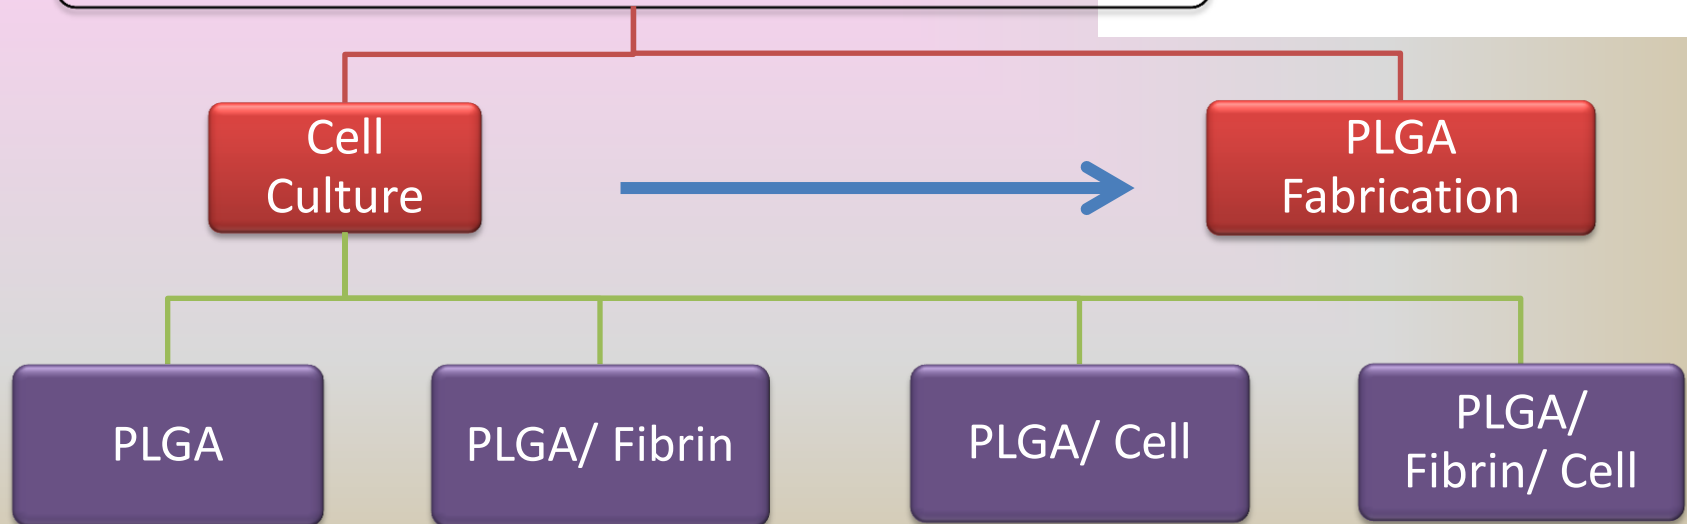 Cell
Culture
PLGA
Fabrication
PLGA
PLGA/ Fibrin
PLGA/ Cell
PLGA/
Fibrin/ Cell